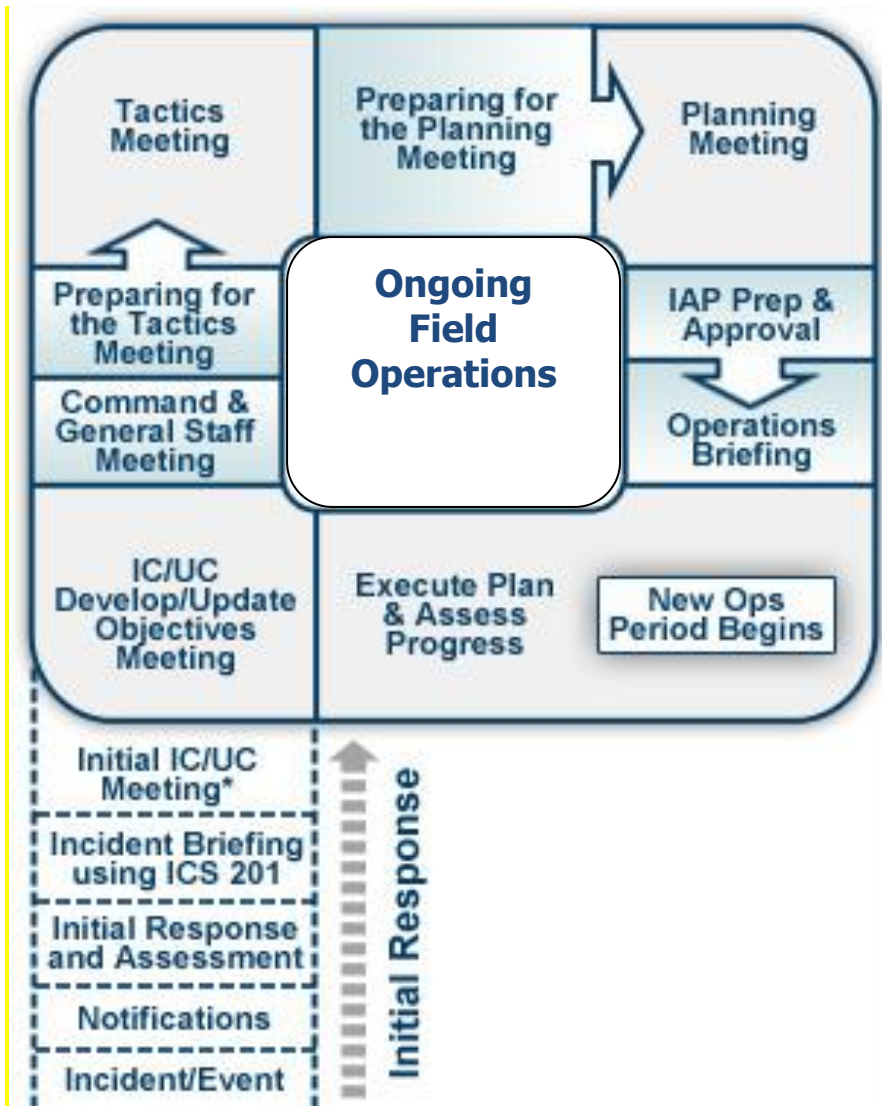 Tactics
Meeting
Preparing for
the Planning
Meeting
Planning
Meeting
Preparing for
the Tactics
Meeting
Command &
General Staff
Meeting
Ongoing
Field
Operations
IAP Prep &
Approval
Operations
Briefing
IC/UC
Develop/Update
Objectives
Meeting
Execute Plan
& Assess
Progress
New Ops
Period Begins
Initial IC/UC
Meeting*
Incident Briefing
using ICS 201
Initial Response
and Assessment
Notifications
Incident/Event
Initial Response